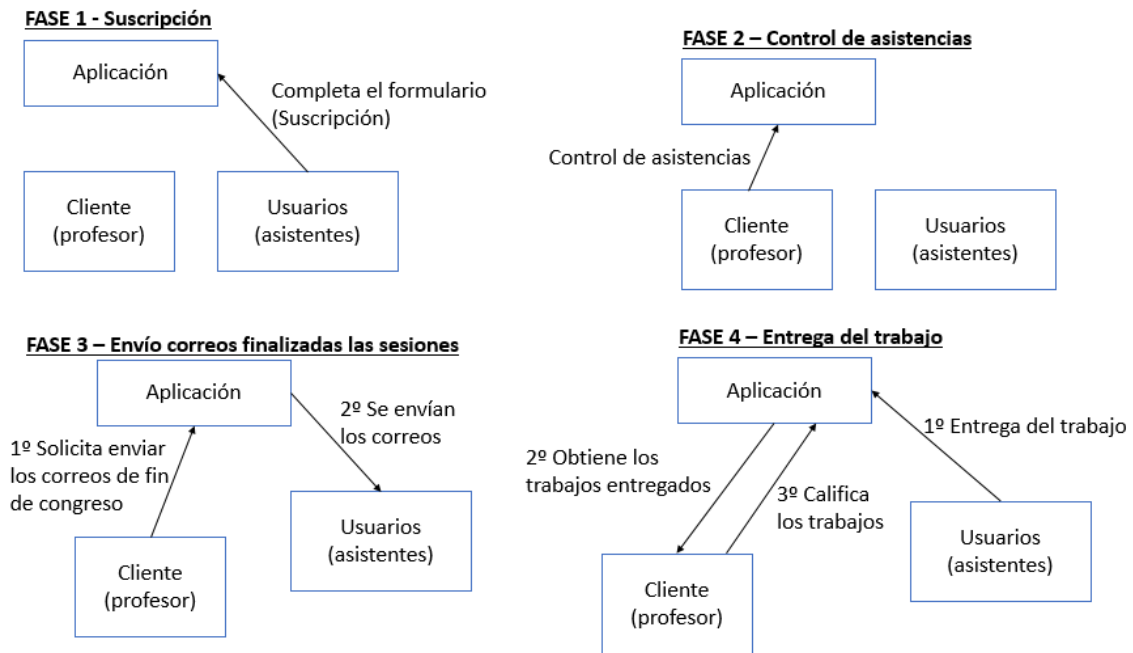 FASE 1 - Suscripción
Aplicación
Completa el formulario
(Suscripción)
Cliente
(profesor)
Usuarios
(asistentes)
FASE 2 – Control de asistencias
Aplicación
Control de asistencias
Cliente
(profesor)
Usuarios
(asistentes)
FASE 3 – Envío correos finalizadas las sesiones
Aplicación
2º Se envían
los correos
1º Solicita enviar
los correos de fin
de congreso
Usuarios
(asistentes)
Cliente
(profesor)
FASE 4 – Entrega del trabajo
Aplicación
1º Entrega del trabajo
2º Obtiene los
trabajos entregados
3º Califica
los trabajos
Usuarios
(asistentes)
Cliente
(profesor)